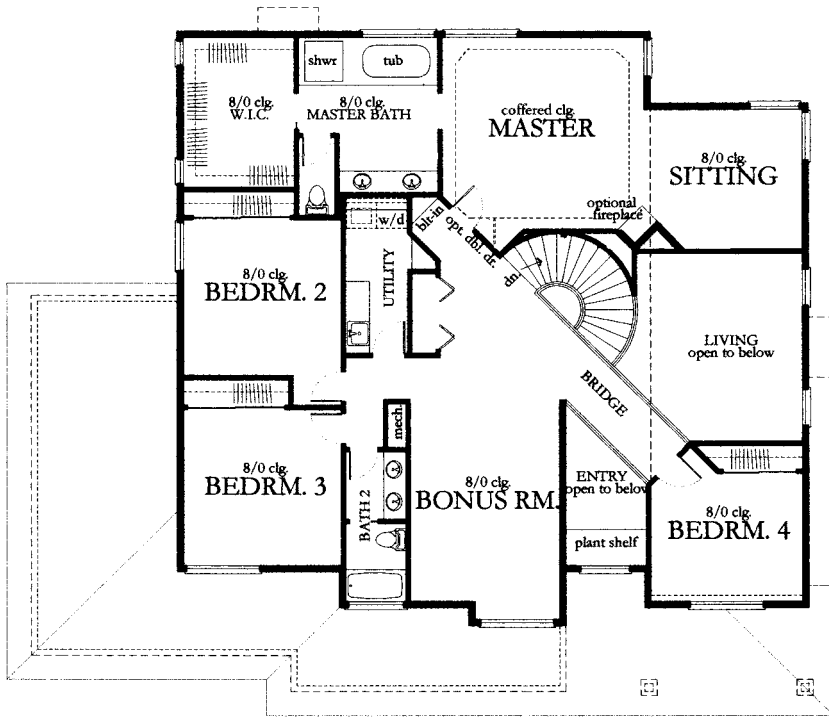 shwr
tub
8/0 clg.
W.I.C.
8/0 clg.
MASTER BATH
coffered clg.
MASTER
8/0 clg.
SITTING
optional
fireplace
w/d
blt-in
opt. dbl. dr.
dn.
8/0 clg.
BEDRM. 2
UTILITY
LIVING
open to below
BRIDGE
mech.
8/0 clg.
BEDRM. 3
BATH 2
8/0 clg.
BONUS RM.
ENTRY
open to below
plant shelf
8/0 clg.
BEDRM. 4